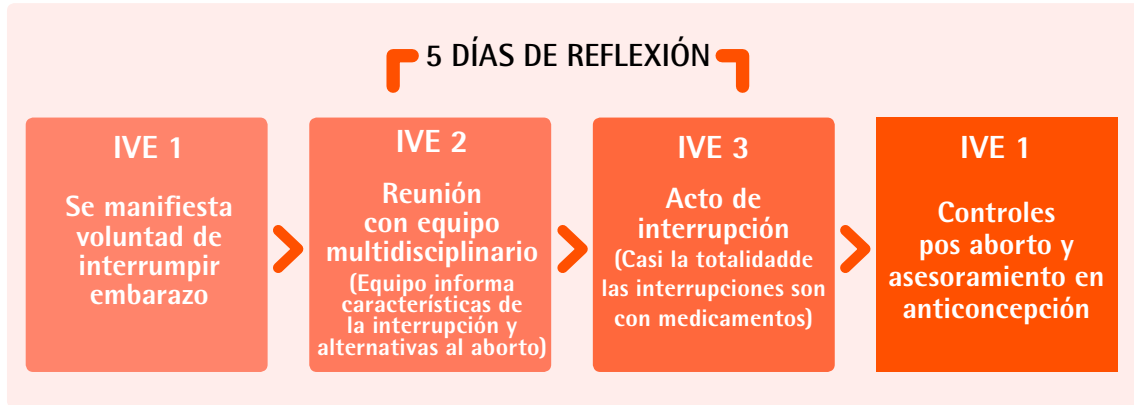 5 DÍAS DE REFLEXIÓN
IVE 1
Se manifiesta
voluntad de
interrumpir
embarazo
IVE 2
Reunión
con equipo
multidisciplinario
(Equipo informa
características de
la interrupción y
alternativas al aborto)
IVE 3
Acto de
interrupción
(Casi la totalidadde
las interrupciones son
con medicamentos)
IVE 1
Controles
pos aborto y
asesoramiento en
anticoncepción